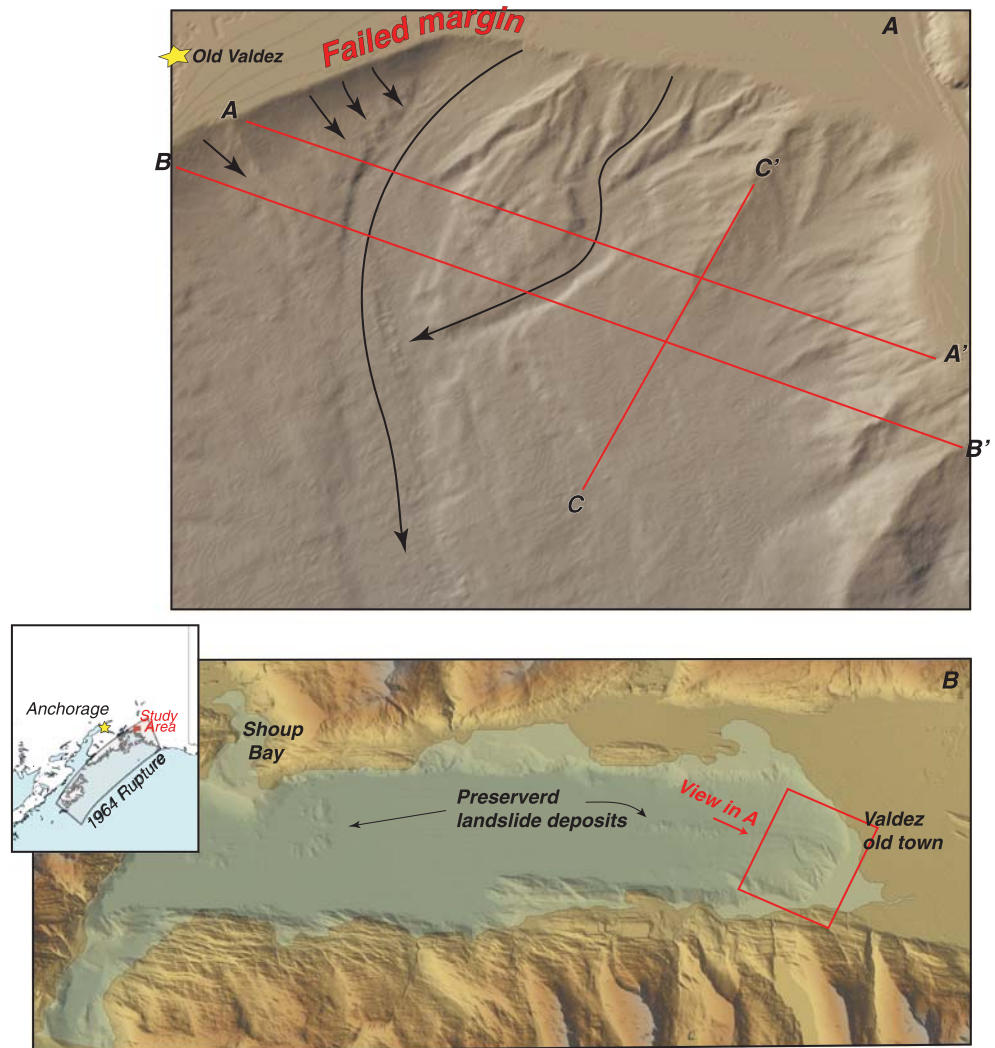 A
Failed margin
Old Valdez
A
B
C'
A'
B'
C
B
Anchorage
Study
Area
1964 Rupture
Shoup
Bay
Preserverd
landslide deposits
View in A
Valdez
old town